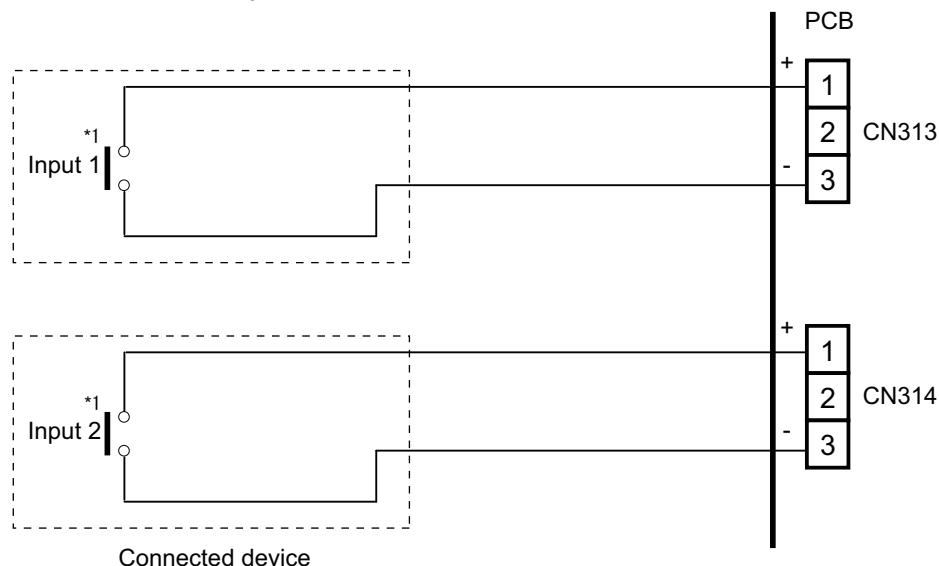 PCB
+
1
*1
2
CN313
Input 1
-
3
+
1
*1
2
CN314
Input 2
-
3
Connected device